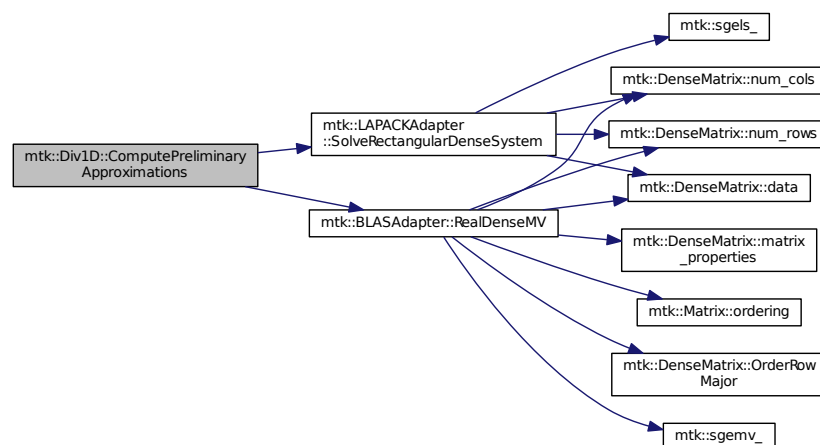 mtk::Div1D::ComputePreliminary
Approximations
mtk::LAPACKAdapter
::SolveRectangularDenseSystem
mtk::BLASAdapter::RealDenseMV
mtk::sgels_
mtk::DenseMatrix::num_cols
mtk::DenseMatrix::num_rows
mtk::DenseMatrix::data
mtk::DenseMatrix::matrix
_properties
mtk::Matrix::ordering
mtk::DenseMatrix::OrderRow
Major
mtk::sgemv_